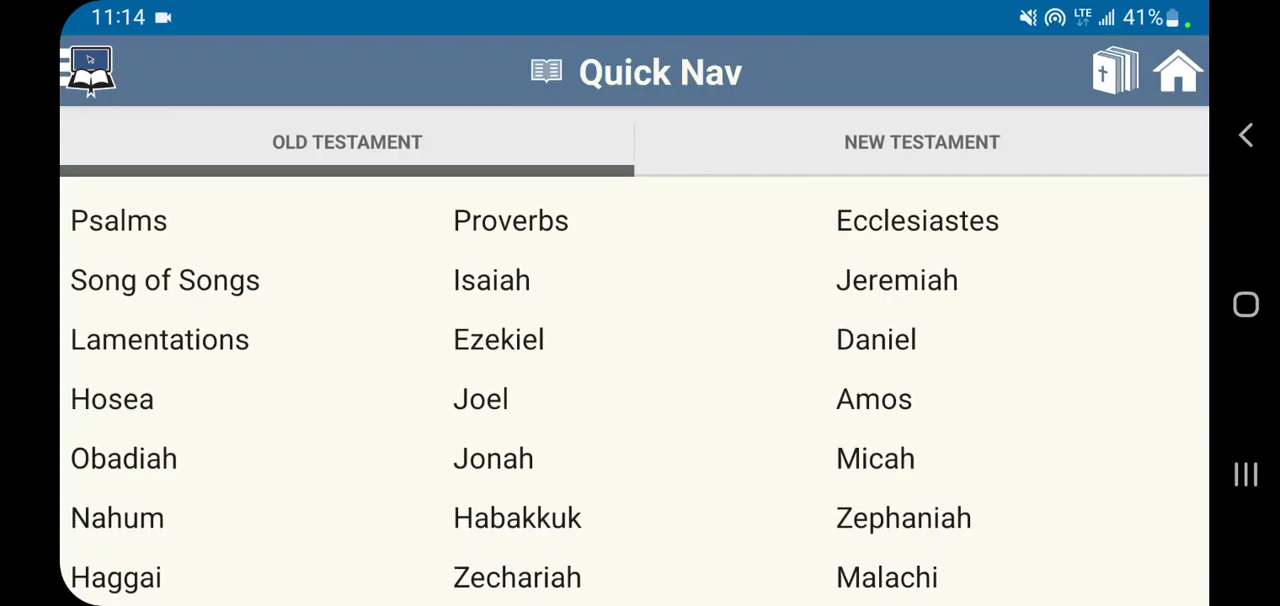 11:14 LTE 41%
Quick Nav
OLD TESTAMENT NEW TESTAMENT
Psalms Proverbs Ecclesiastes
Song of Songs Isaiah Jeremiah
Lamentations Ezekiel Daniel
Hosea Joel Amos
Obadiah Jonah Micah
Nahum Habakkuk Zephaniah
Haggai Zechariah Malachi